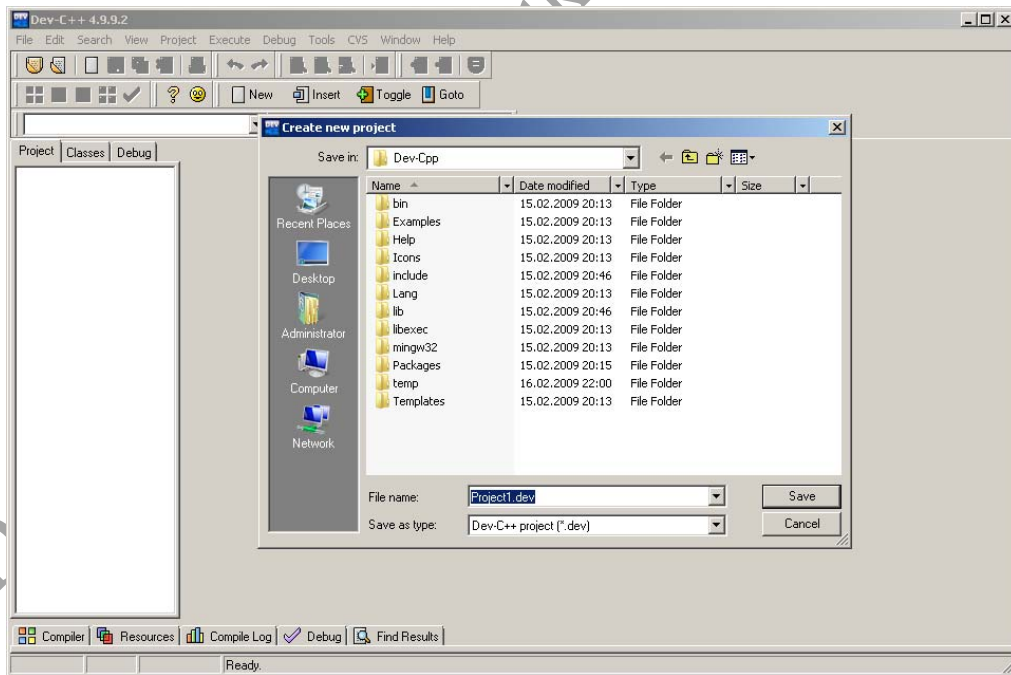 Dev-C++ 4.9.9.2
File Edit Search View Project Execute Debug Tools CVS Window Help
New Insert Toggle Goto
Project Classes Debug
Create new project
Save in: Dev-Cpp
Recent Places
Desktop
Administrator
Computer
Network
Name Date modified Type Size
bin 15.02.2009 20:13 File Folder
Examples 15.02.2009 20:13 File Folder
Help 15.02.2009 20:13 File Folder
Icons 15.02.2009 20:13 File Folder
include 15.02.2009 20:46 File Folder
Lang 15.02.2009 20:13 File Folder
lib 15.02.2009 20:46 File Folder
libexec 15.02.2009 20:13 File Folder
mingw32 15.02.2009 20:13 File Folder
Packages 15.02.2009 20:15 File Folder
temp 16.02.2009 22:00 File Folder
Templates 15.02.2009 20:13 File Folder
File name: Project1.dev Save
Save as type: Dev-C++ project (*.dev) Cancel
Compiler Resources Compile Log Debug Find Results
Ready.